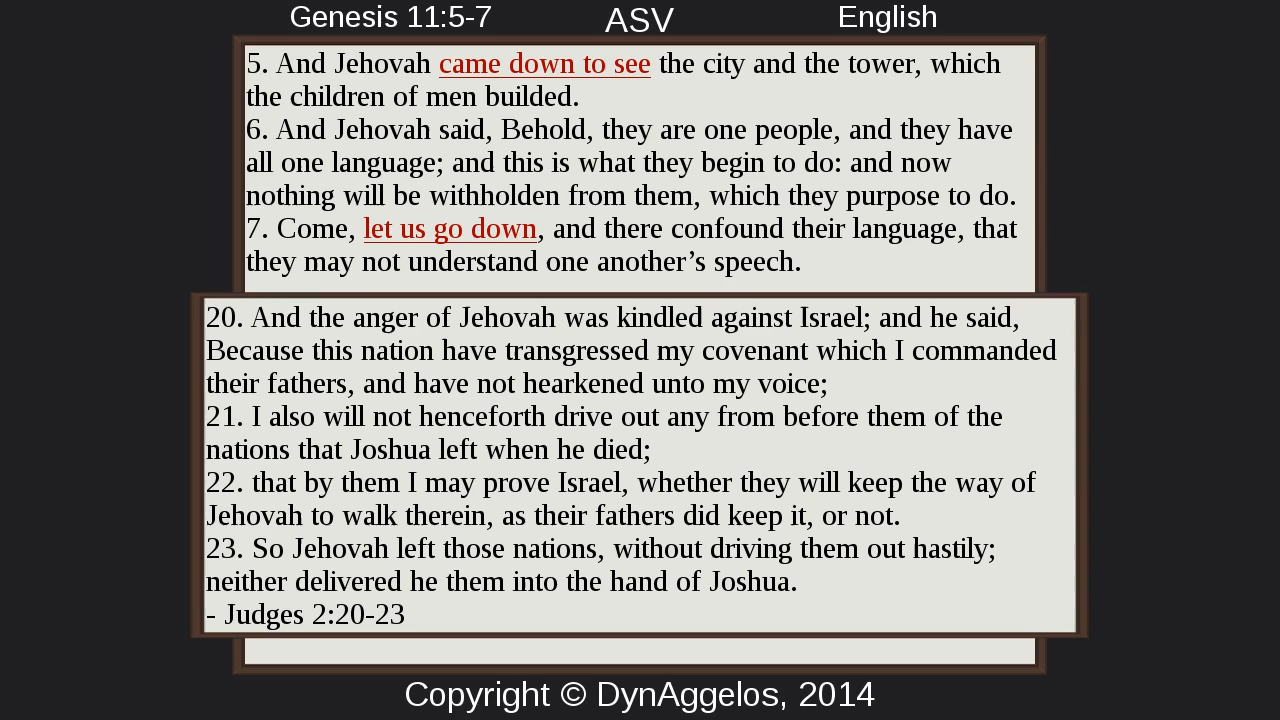 Genesis 11:5-7 ASV English
5. And Jehovah came down to see the city and the tower, which
the children of men builded.
6. And Jehovah said, Behold, they are one people, and they have
all one language; and this is what they begin to do: and now
nothing will be withholden from them, which they purpose to do.
7. Come, let us go down, and there confound their language, that
they may not understand one another’s speech.
20. And the anger of Jehovah was kindled against Israel; and he said,
Because this nation have transgressed my covenant which I commanded
their fathers, and have not hearkened unto my voice;
21. I also will not henceforth drive out any from before them of the
nations that Joshua left when he died;
22. that by them I may prove Israel, whether they will keep the way of
Jehovah to walk therein, as their fathers did keep it, or not.
23. So Jehovah left those nations, without driving them out hastily;
neither delivered he them into the hand of Joshua.
- Judges 2:20-23
Copyright © DynAggelos, 2014